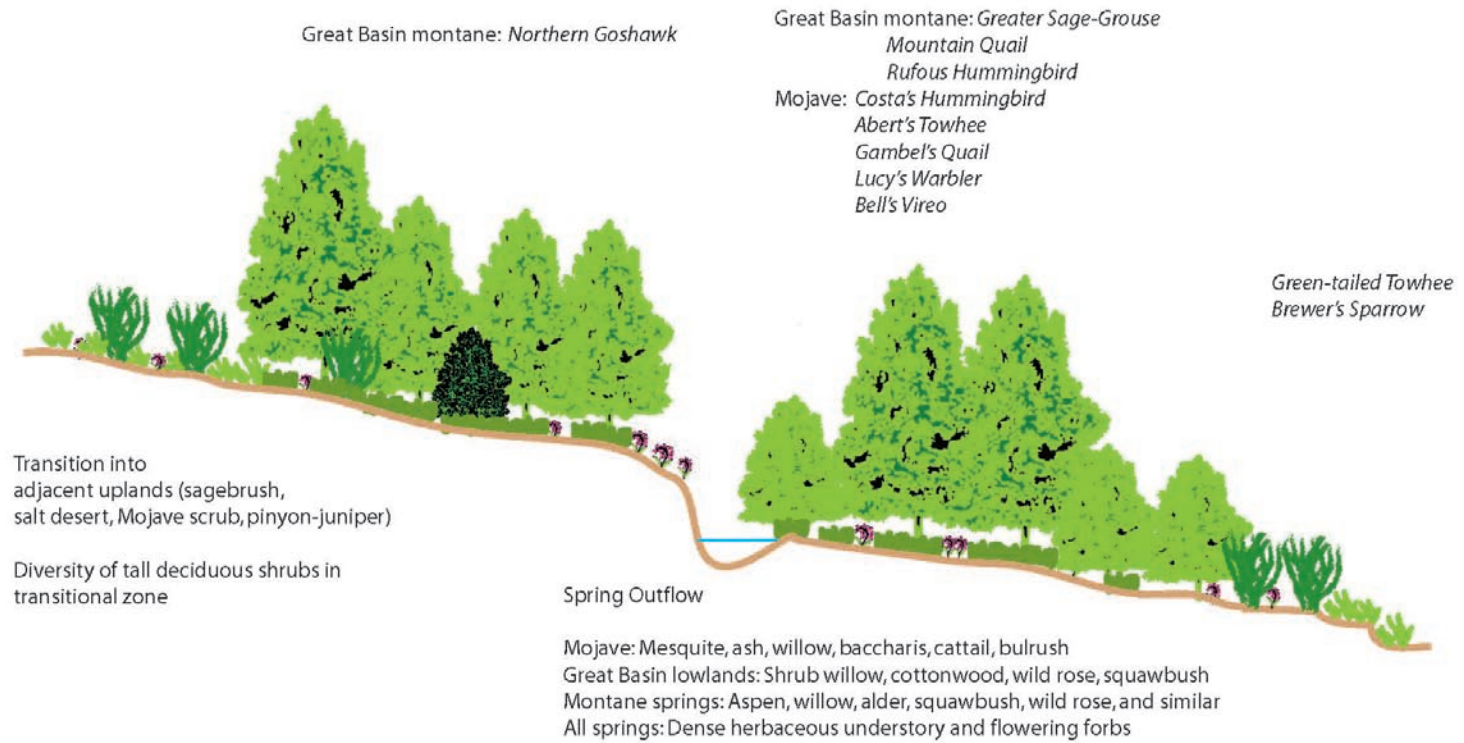 Great Basin montane: Northern Goshawk
Great Basin montane: Greater Sage-Grouse
Mountain Quail
Rufous Hummingbird
Mojave: Costa's Hummingbird
Abert's Towhee
Gambel's Quail
Lucy's Warbler
Bell's Vireo
Green-tailed Towhee
Brewer's Sparrow
Transition into
adjacent uplands (sagebrush,
salt desert, Mojave scrub, pinyon-juniper)
Diversity of tall deciduous shrubs in
transitional zone
Spring Outflow
Mojave: Mesquite, ash, willow, baccharis, cattail, bulrush
Great Basin lowlands: Shrub willow, cottonwood, wild rose, squawbush
Montane springs: Aspen, willow, alder, squawbush, wild rose, and similar
All springs: Dense herbaceous understory and flowering forbs